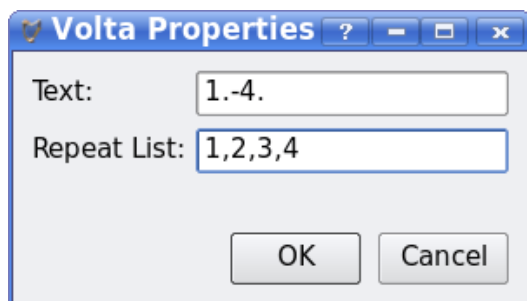 Volta Properties ?
Text: 1.-4.
Repeat List: 1,2,3,4
OK Cancel